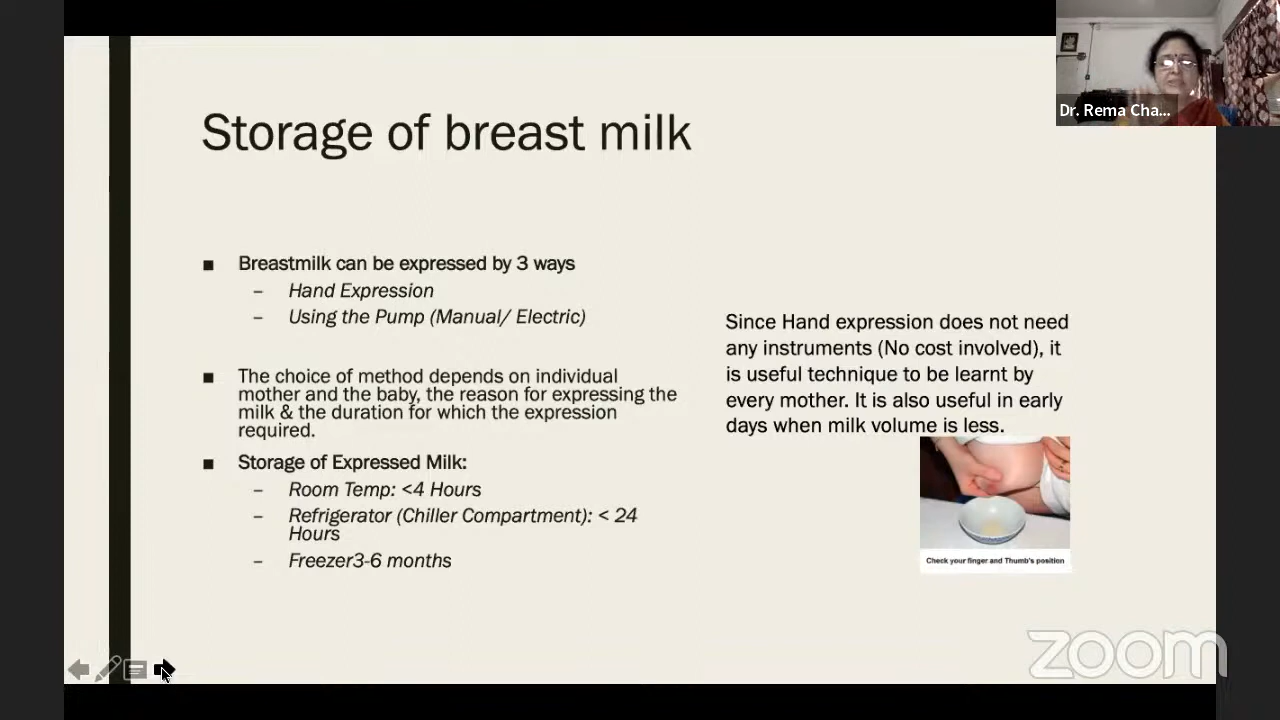 Dr. Rema Cha...
Storage of breast milk
■ Breastmilk can be expressed by 3 ways
– Hand Expression
– Using the Pump (Manual/ Electric)
■ The choice of method depends on individual
mother and the baby, the reason for expressing the
milk & the duration for which the expression
required.
■ Storage of Expressed Milk:
– Room Temp: <4 Hours
– Refrigerator (Chiller Compartment): < 24
Hours
– Freezer3-6 months
Since Hand expression does not need
any instruments (No cost involved), it
is useful technique to be learnt by
every mother. It is also useful in early
days when milk volume is less.
Check your finger and Thumb's position
zoom